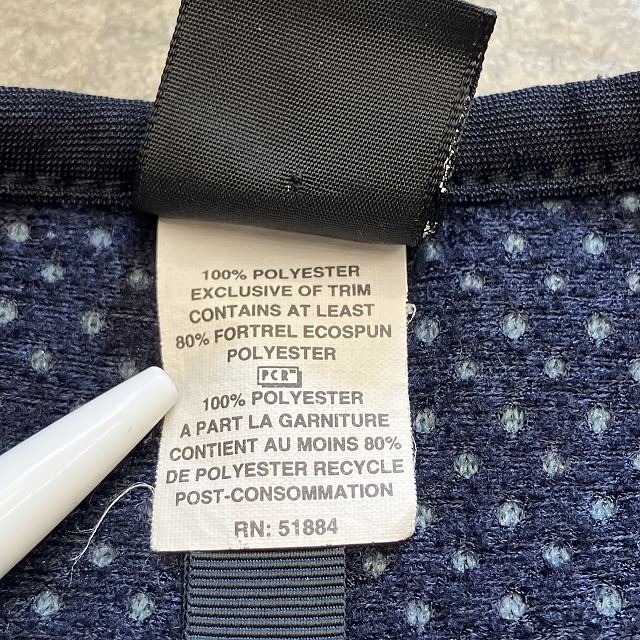 100% POLYESTER
EXCLUSIVE OF TRIM
CONTAINS AT LEAST
80% FORTREL ECOSPUN
POLYESTER
PCR™
100% POLYESTER
A PART LA GARNITURE
CONTIENT AU MOINS 80%
DE POLYESTER RECYCLE
POST-CONSOMMATION
RN: 51884